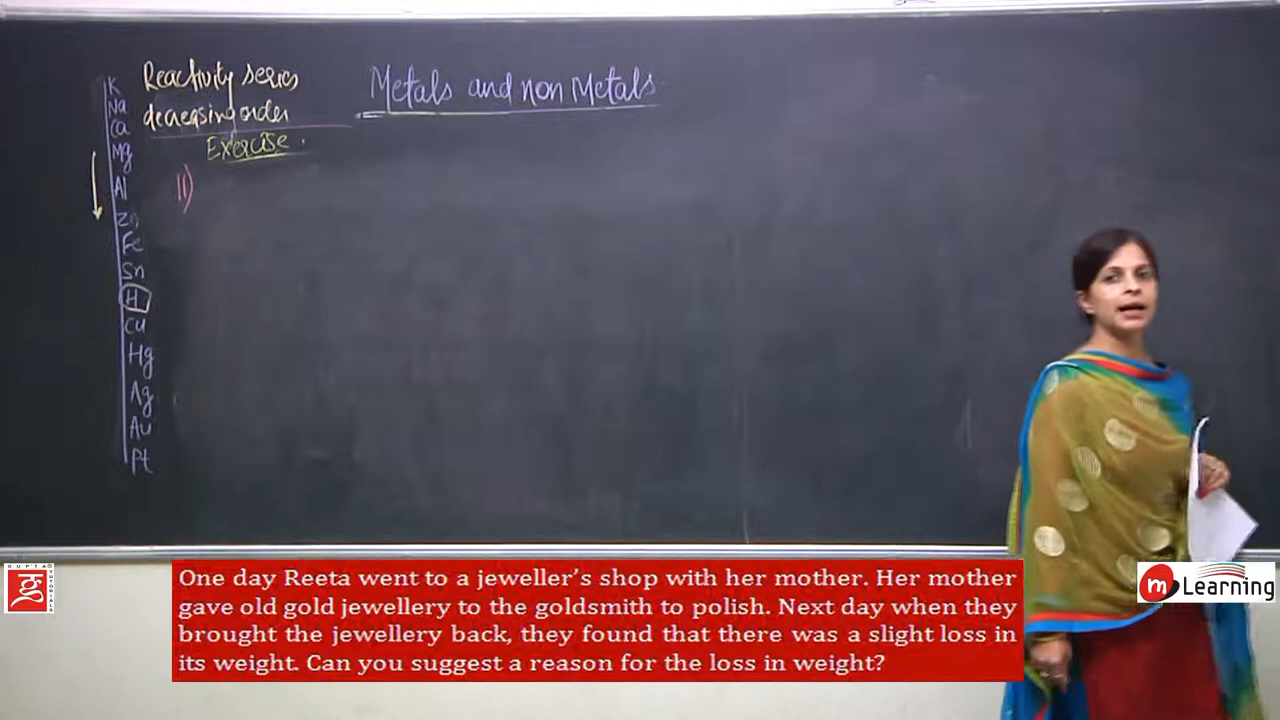 Reactivity series
decreasing order
Metals and non Metals
Exercise.
11)
K
Na
Ca
Mg
Al
Zn
Fe
Sn
H
Cu
Hg
Ag
Au
Pt
One day Reeta went to a jeweller's shop with her mother. Her mother
gave old gold jewellery to the goldsmith to polish. Next day when they
brought the jewellery back, they found that there was a slight loss in
its weight. Can you suggest a reason for the loss in weight?
GUPTA
TUTORIALS
m Learning